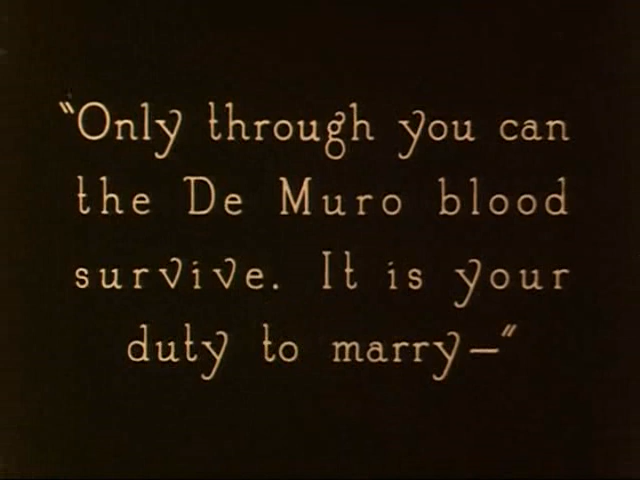 "Only through you can
the De Muro blood
survive. It is your
duty to marry—"